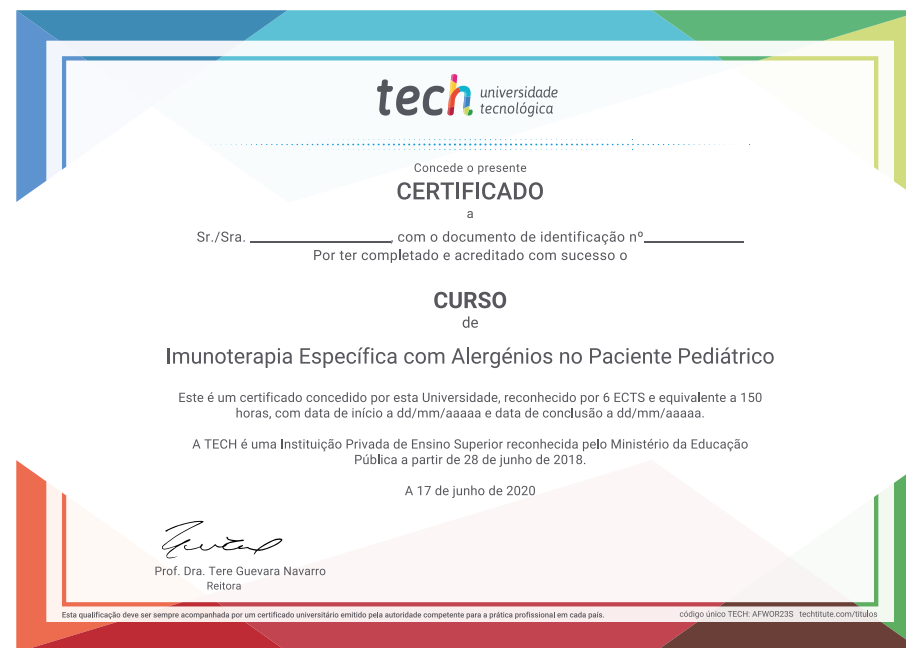 tech universidade
tecnológica
Concede o presente
CERTIFICADO
a
Sr./Sra. , com o documento de identificação nº
Por ter completado e acreditado com sucesso o
CURSO
de
Imunoterapia Específica com Alergénios no Paciente Pediátrico
Este é um certificado concedido por esta Universidade, reconhecido por 6 ECTS e equivalente a 150
horas, com data de início a dd/mm/aaaaa e data de conclusão a dd/mm/aaaaa.
A TECH é uma Instituição Privada de Ensino Superior reconhecida pelo Ministério da Educação
Pública a partir de 28 de junho de 2018.
A 17 de junho de 2020
Prof. Dra. Tere Guevara Navarro
Reitora
Esta qualificação deve ser sempre acompanhada por um certificado universitário emitido pela autoridade competente para a prática profissional em cada país.
código único TECH: AFWOR23S techtitute.com/titulos